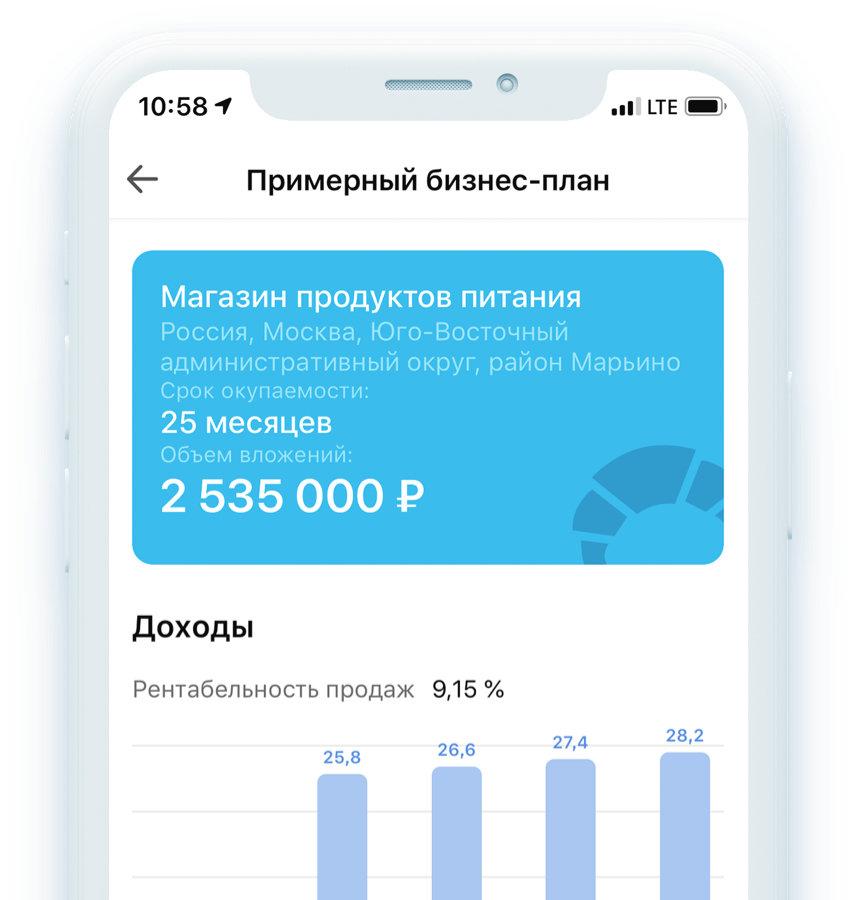 10:58 LTE
Примерный бизнес-план
Магазин продуктов питания
Россия, Москва, Юго-Восточный
административный округ, район Марьино
Срок окупаемости:
25 месяцев
Объем вложений:
2 535 000 ₽
Доходы
Рентабельность продаж 9,15 %
25,8 26,6 27,4 28,2